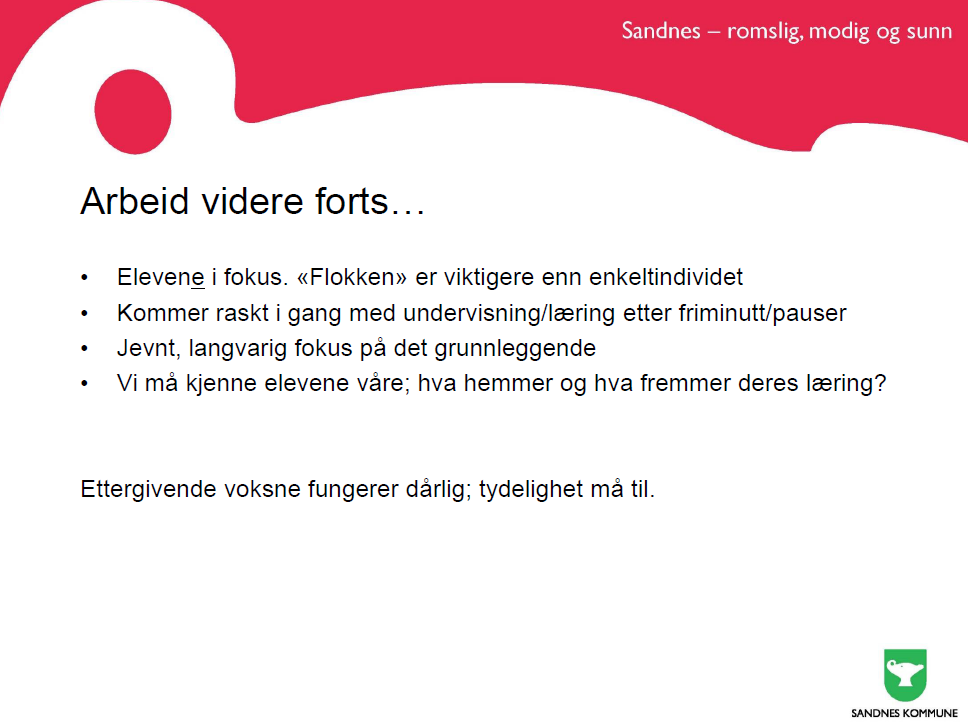 Sandnes – romslig, modig og sunn
Arbeid videre forts…
• Elevene i fokus. «Flokken» er viktigere enn enkeltindividet
• Kommer raskt i gang med undervisning/læring etter friminutt/pauser
• Jevnt, langvarig fokus på det grunnleggende
• Vi må kjenne elevene våre; hva hemmer og hva fremmer deres læring?
Ettergivende voksne fungerer dårlig; tydelighet må til.
SANDNES KOMMUNE